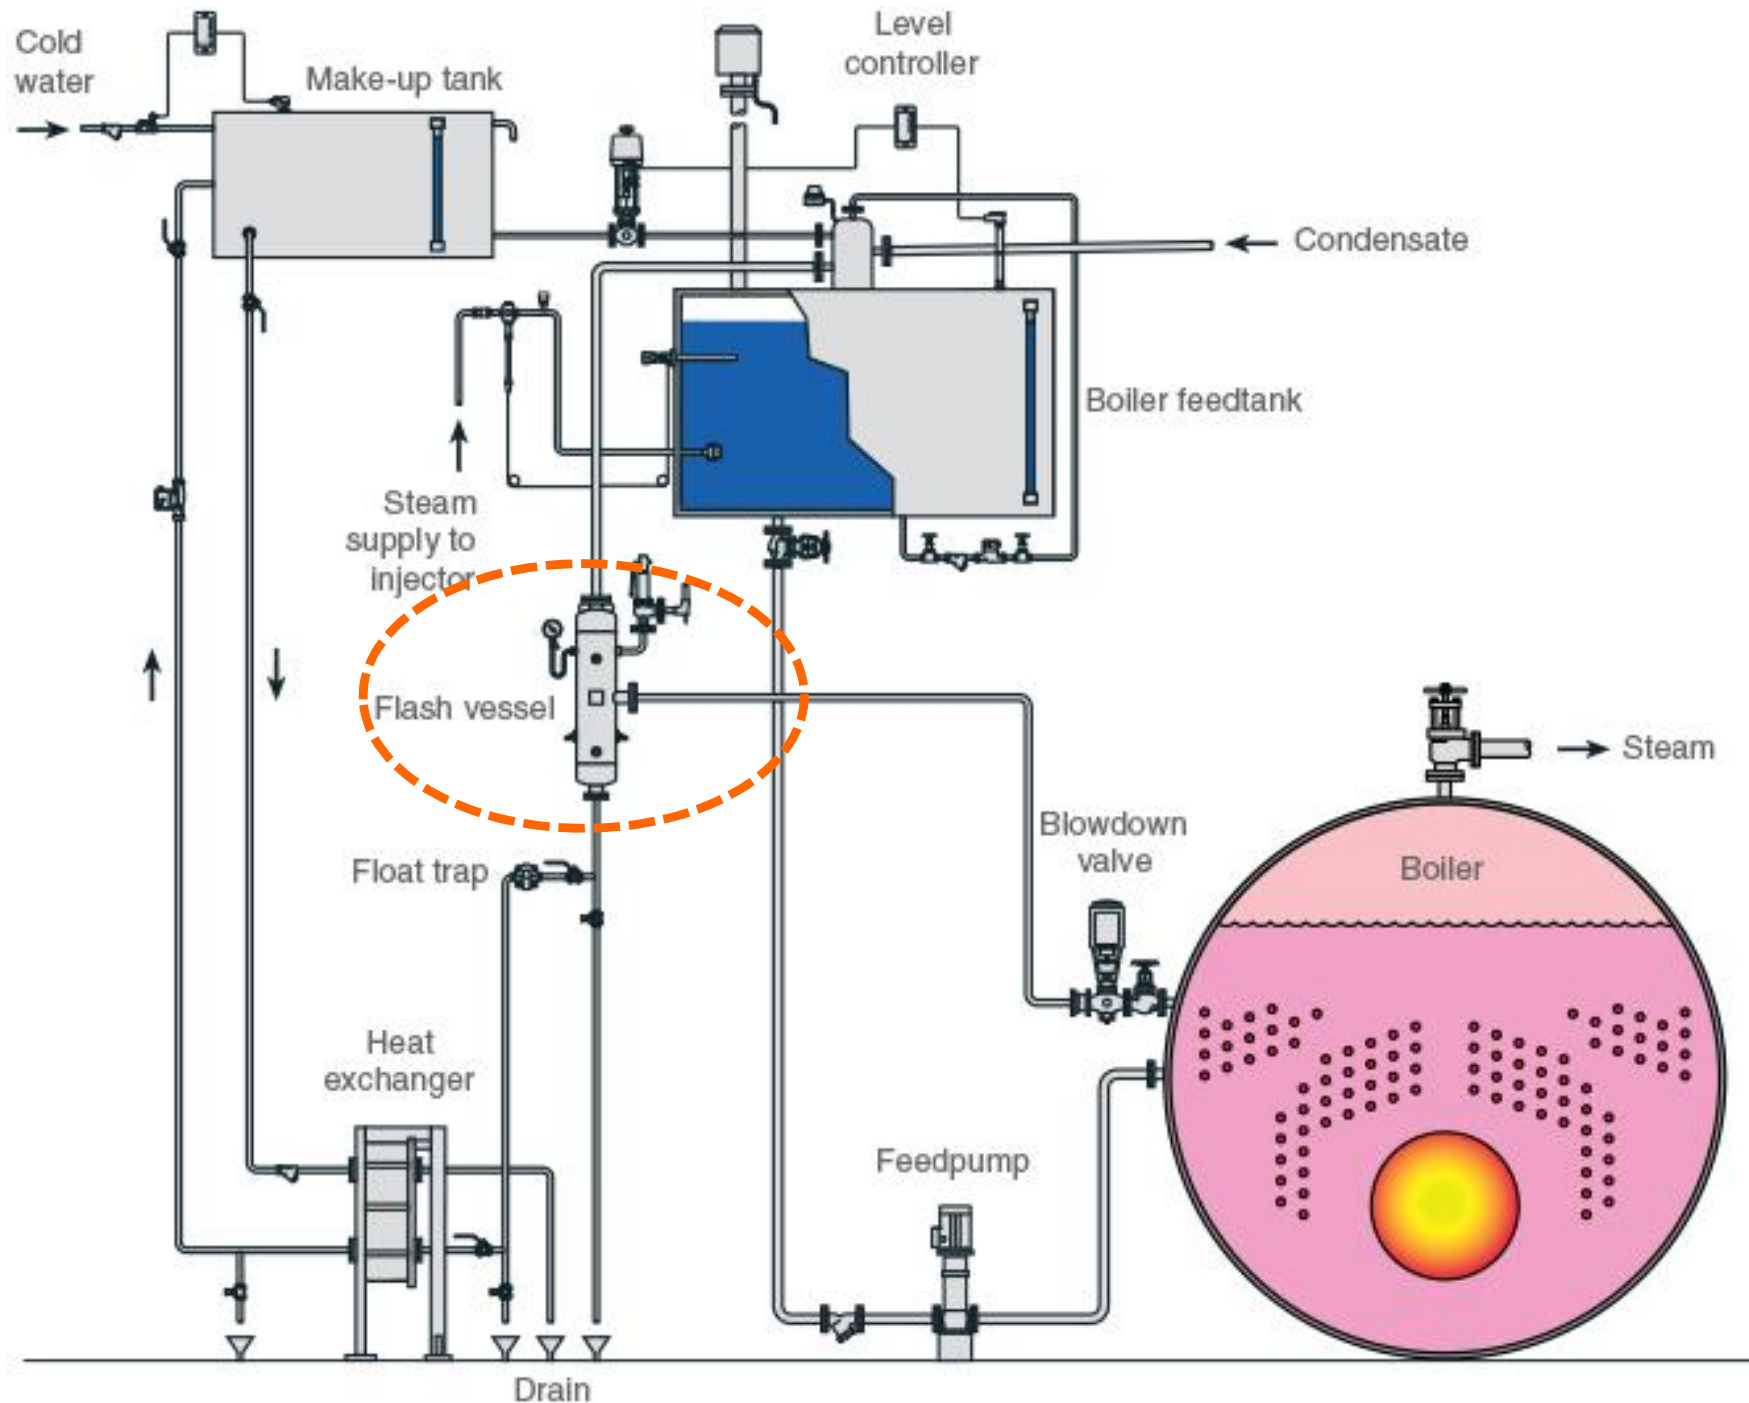 Cold
water
Make-up tank
Level
controller
Condensate
Boiler feedtank
Steam
supply to
injector
Flash vessel
Steam
Blowdown
valve
Boiler
Float trap
Heat
exchanger
Feedpump
Drain